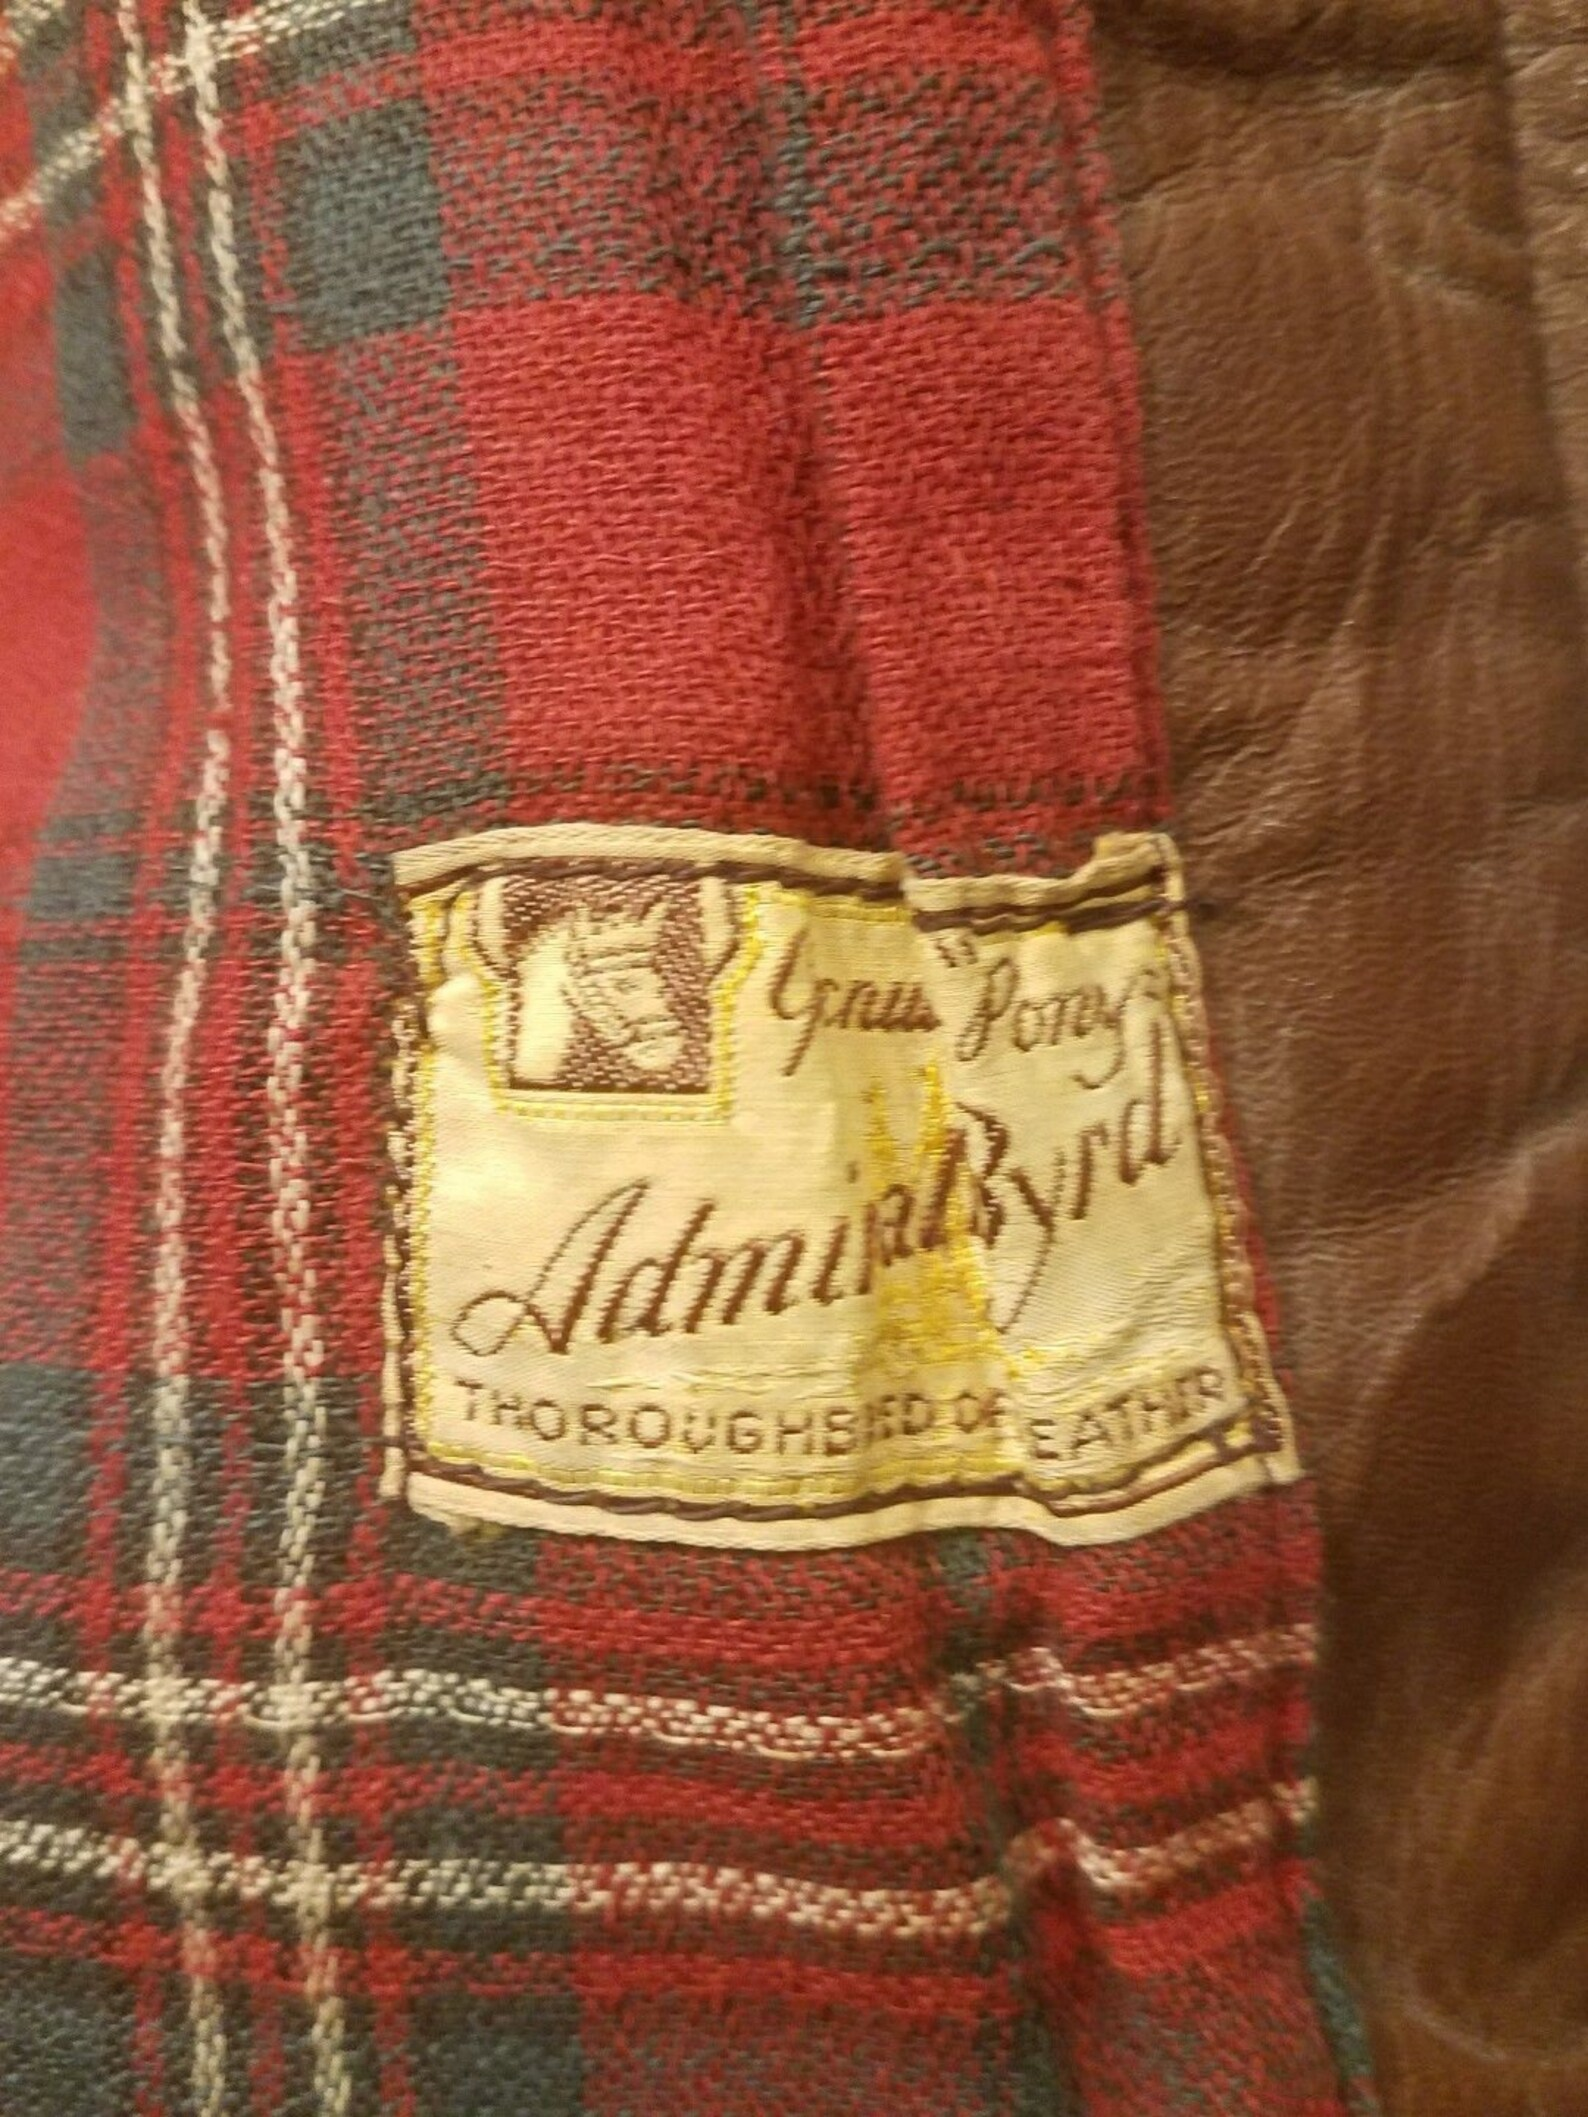 "Pony"
Admiral Byrd
THOROUGHBRED OF LEATHER